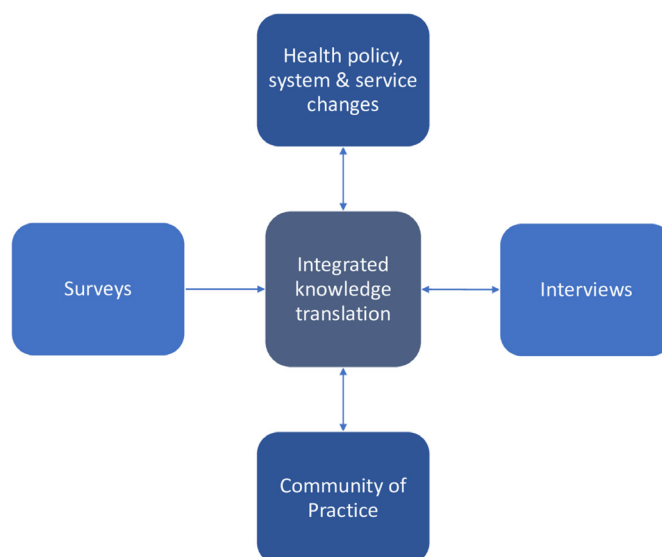 Health policy,
system & service
changes
Surveys
Integrated
knowledge
translation
Interviews
Community of
Practice